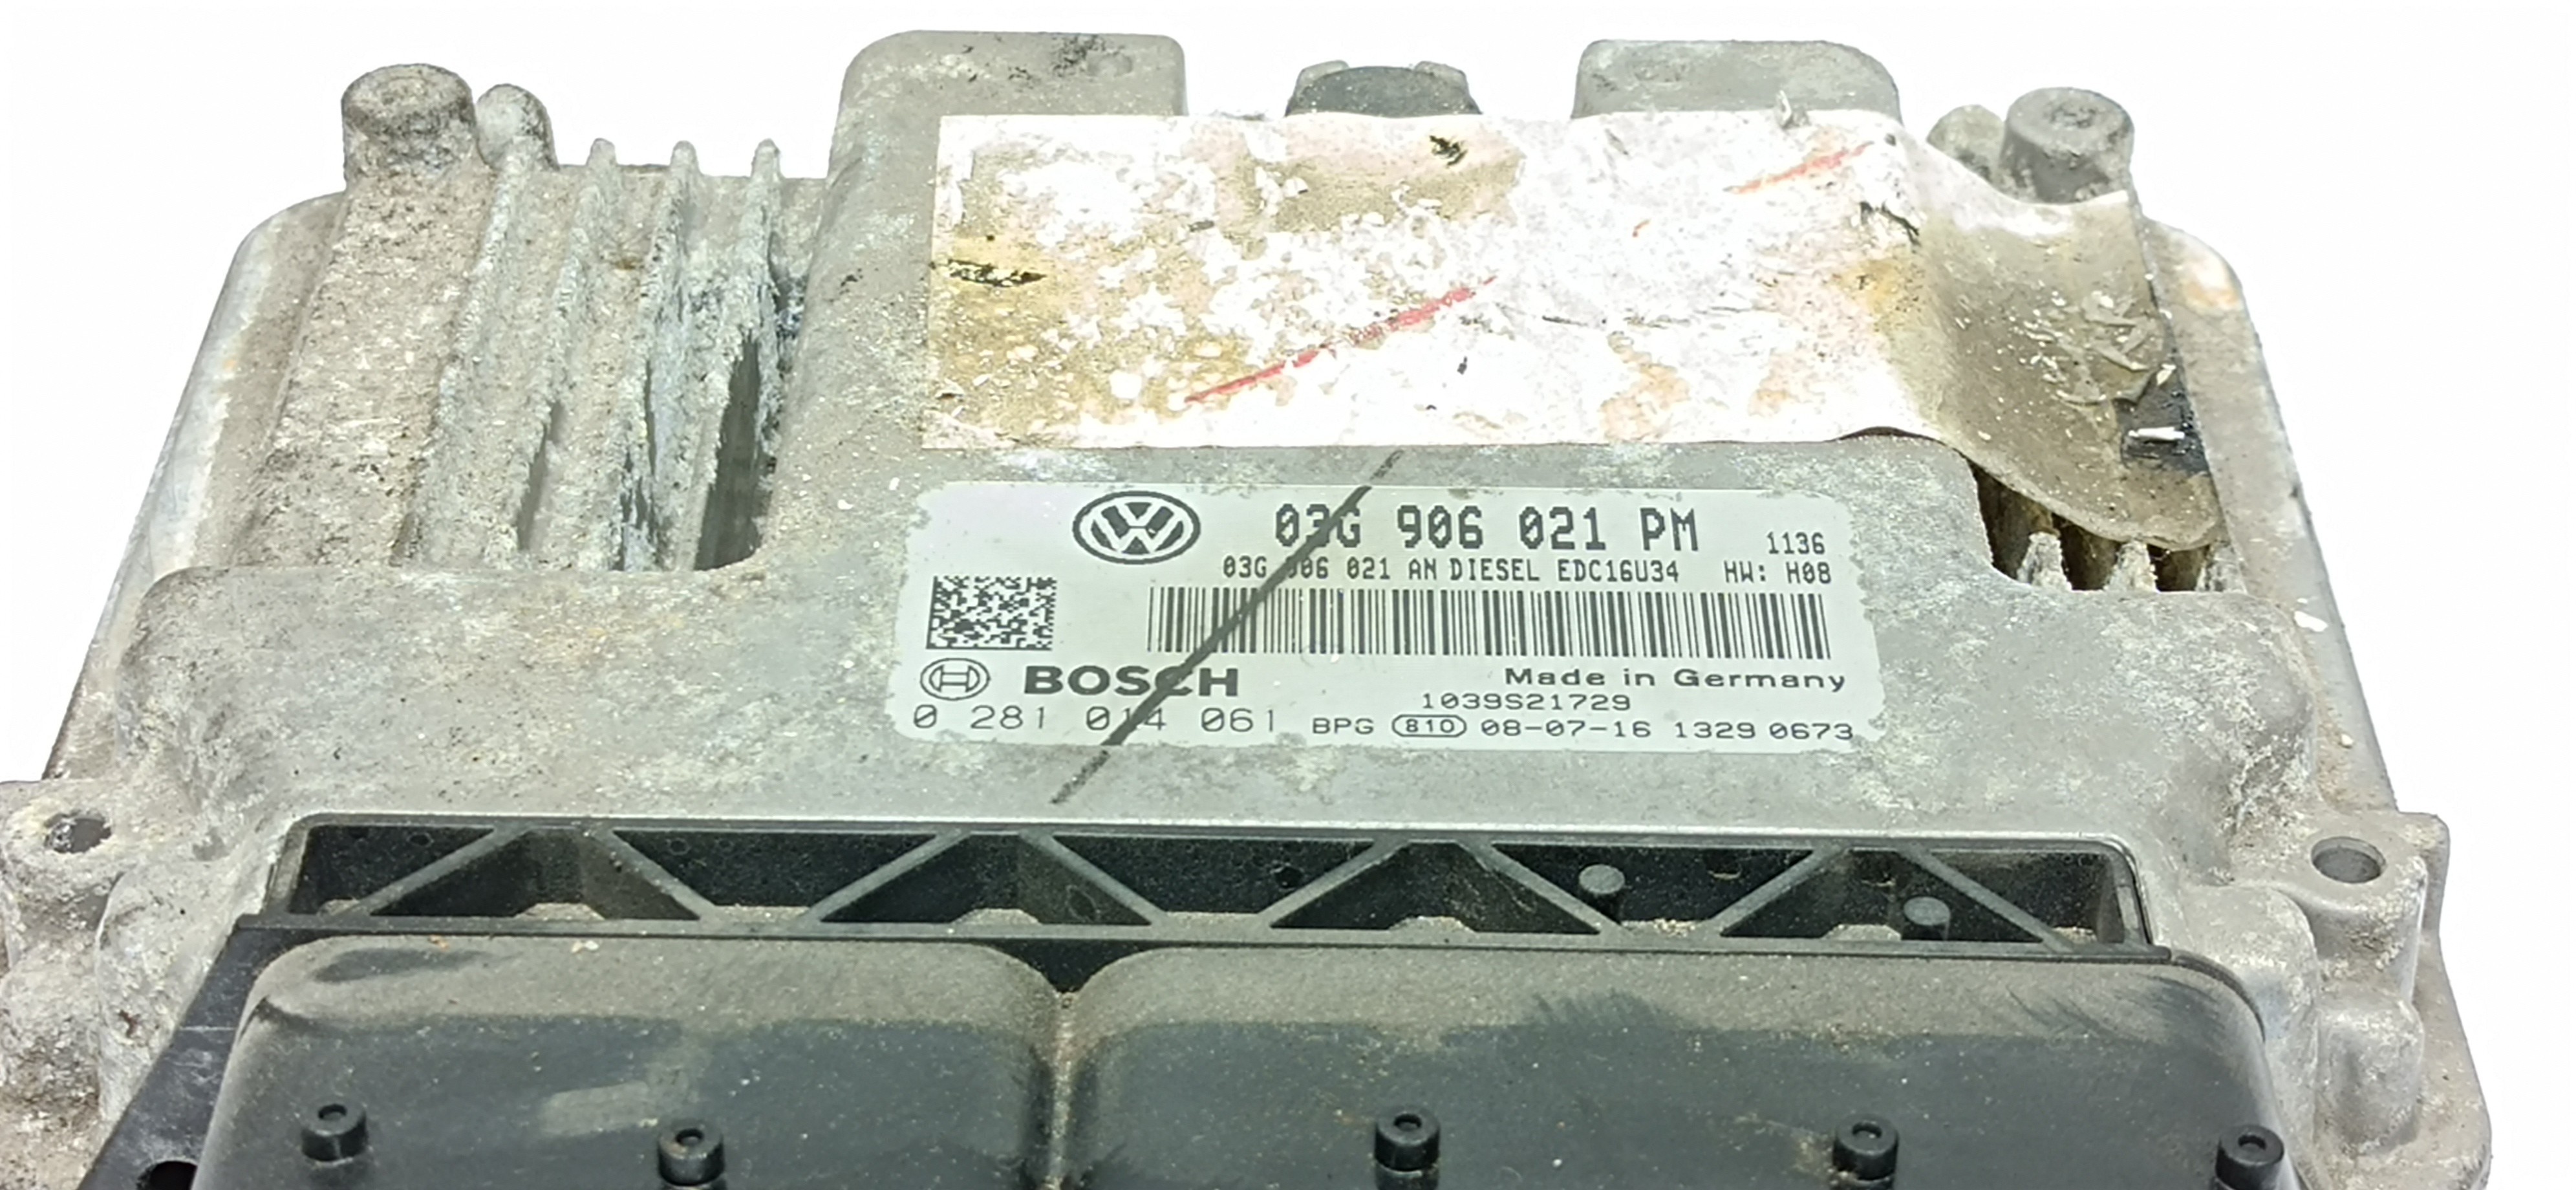 03G 906 021 PM 1136
03G 906 021 AN DIESEL EDC16U34 HW: H08
BOSCH
Made in Germany
1039S21729
0 281 014 061 BPG 810 08-07-16 1329 0673